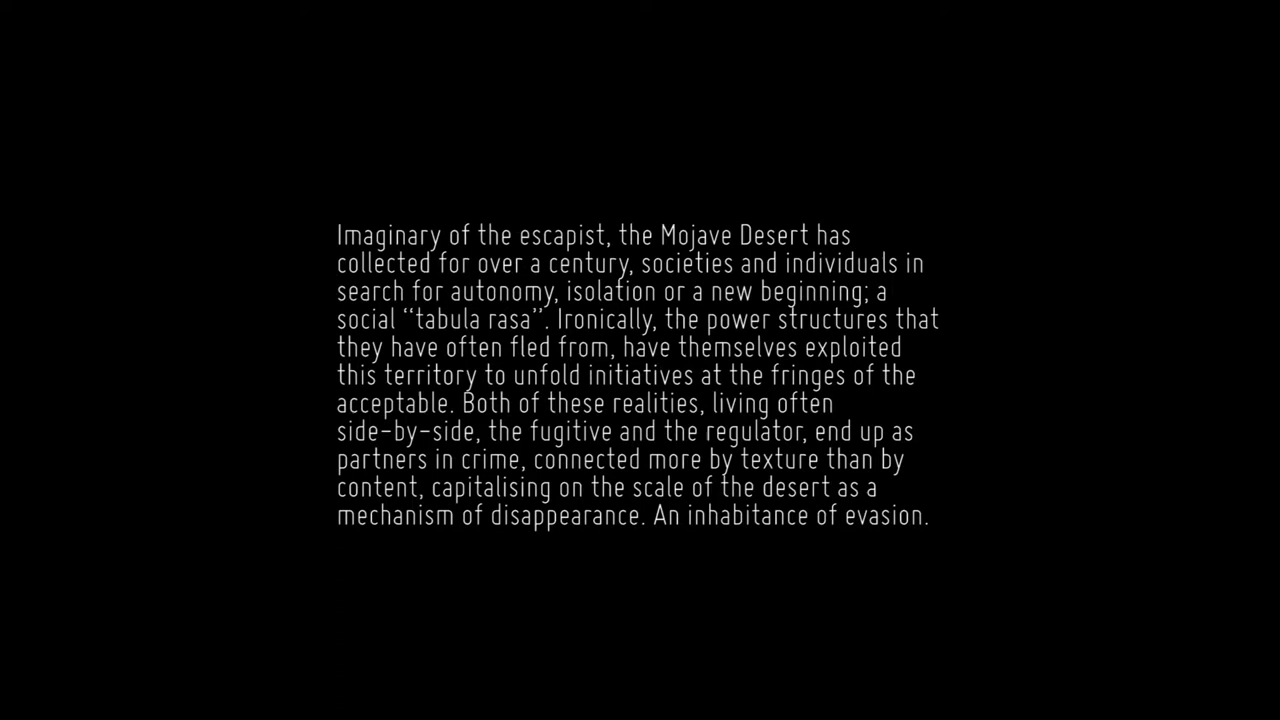 Imaginary of the escapist, the Mojave Desert has
collected for over a century, societies and individuals in
search for autonomy, isolation or a new beginning; a
social “tabula rasa”. Ironically, the power structures that
they have often fled from, have themselves exploited
this territory to unfold initiatives at the fringes of the
acceptable. Both of these realities, living often
side-by-side, the fugitive and the regulator, end up as
partners in crime, connected more by texture than by
content, capitalising on the scale of the desert as a
mechanism of disappearance. An inhabitance of evasion.